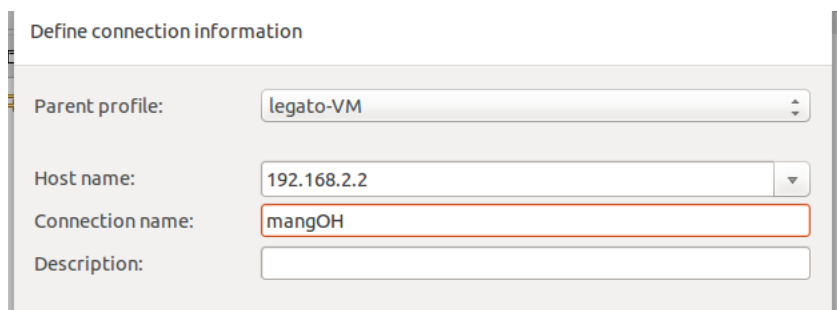 Define connection information
Parent profile: legato-VM
Host name: 192.168.2.2
Connection name: mangOH
Description: